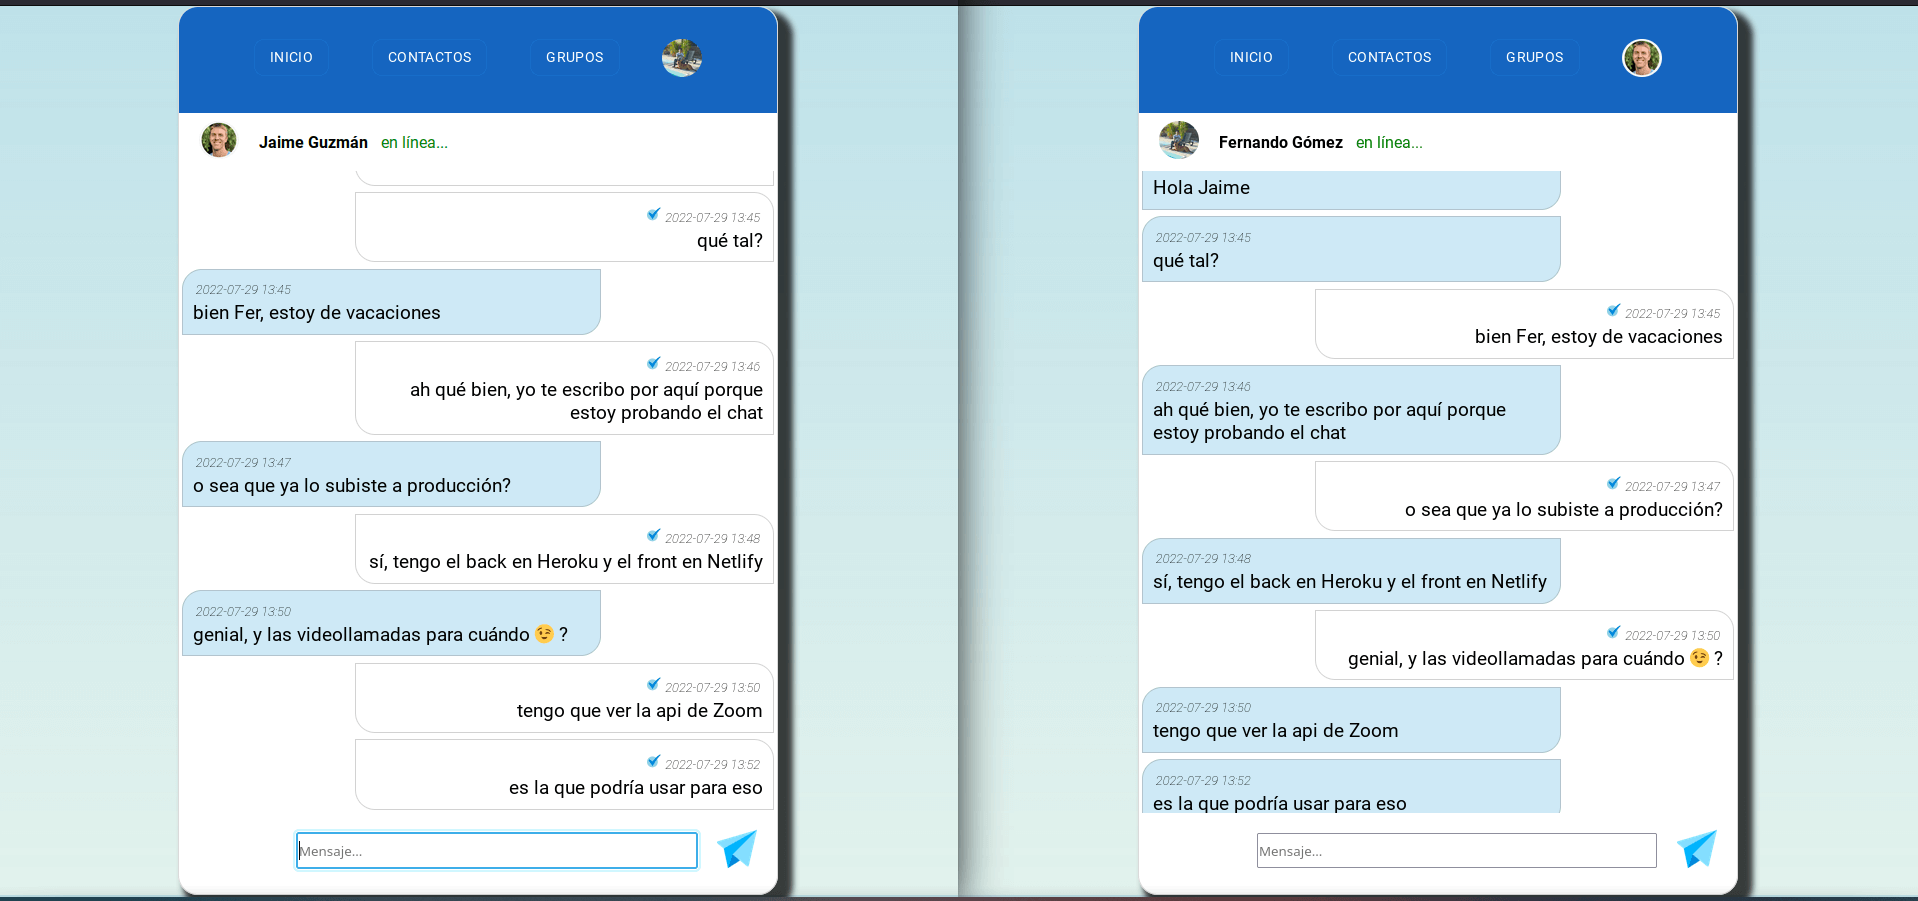 INICIO CONTACTOS GRUPOS
Jaime Guzmán en línea...
2022-07-29 13:45
qué tal?
2022-07-29 13:45
bien Fer, estoy de vacaciones
2022-07-29 13:46
ah qué bien, yo te escribo por aquí porque
estoy probando el chat
2022-07-29 13:47
o sea que ya lo subiste a producción?
2022-07-29 13:48
sí, tengo el back en Heroku y el front en Netlify
2022-07-29 13:50
genial, y las videollamadas para cuándo 😉 ?
2022-07-29 13:50
tengo que ver la api de Zoom
2022-07-29 13:52
es la que podría usar para eso
Mensaje...
INICIO CONTACTOS GRUPOS
Fernando Gómez en línea...
Hola Jaime
2022-07-29 13:45
qué tal?
2022-07-29 13:45
bien Fer, estoy de vacaciones
2022-07-29 13:46
ah qué bien, yo te escribo por aquí porque
estoy probando el chat
2022-07-29 13:47
o sea que ya lo subiste a producción?
2022-07-29 13:48
sí, tengo el back en Heroku y el front en Netlify
2022-07-29 13:50
genial, y las videollamadas para cuándo 😉 ?
2022-07-29 13:50
tengo que ver la api de Zoom
2022-07-29 13:52
es la que podría usar para eso
Mensaje...